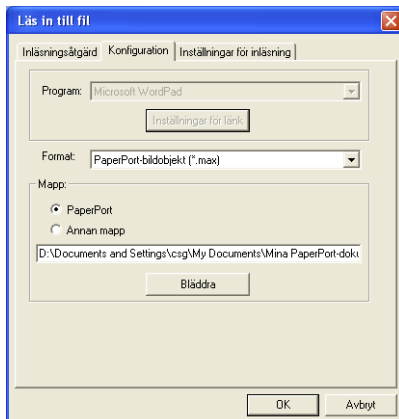 Läs in till fil
Inläsningsåtgärd Konfiguration Inställningar för inläsning
Program: Microsoft WordPad
Inställningar för länk
Format: PaperPort-bildobjekt (*.max)
Mapp:
PaperPort
Annan mapp
D:\Documents and Settings\csg\My Documents\Mina PaperPort-doku
Bläddra
OK Avbryt